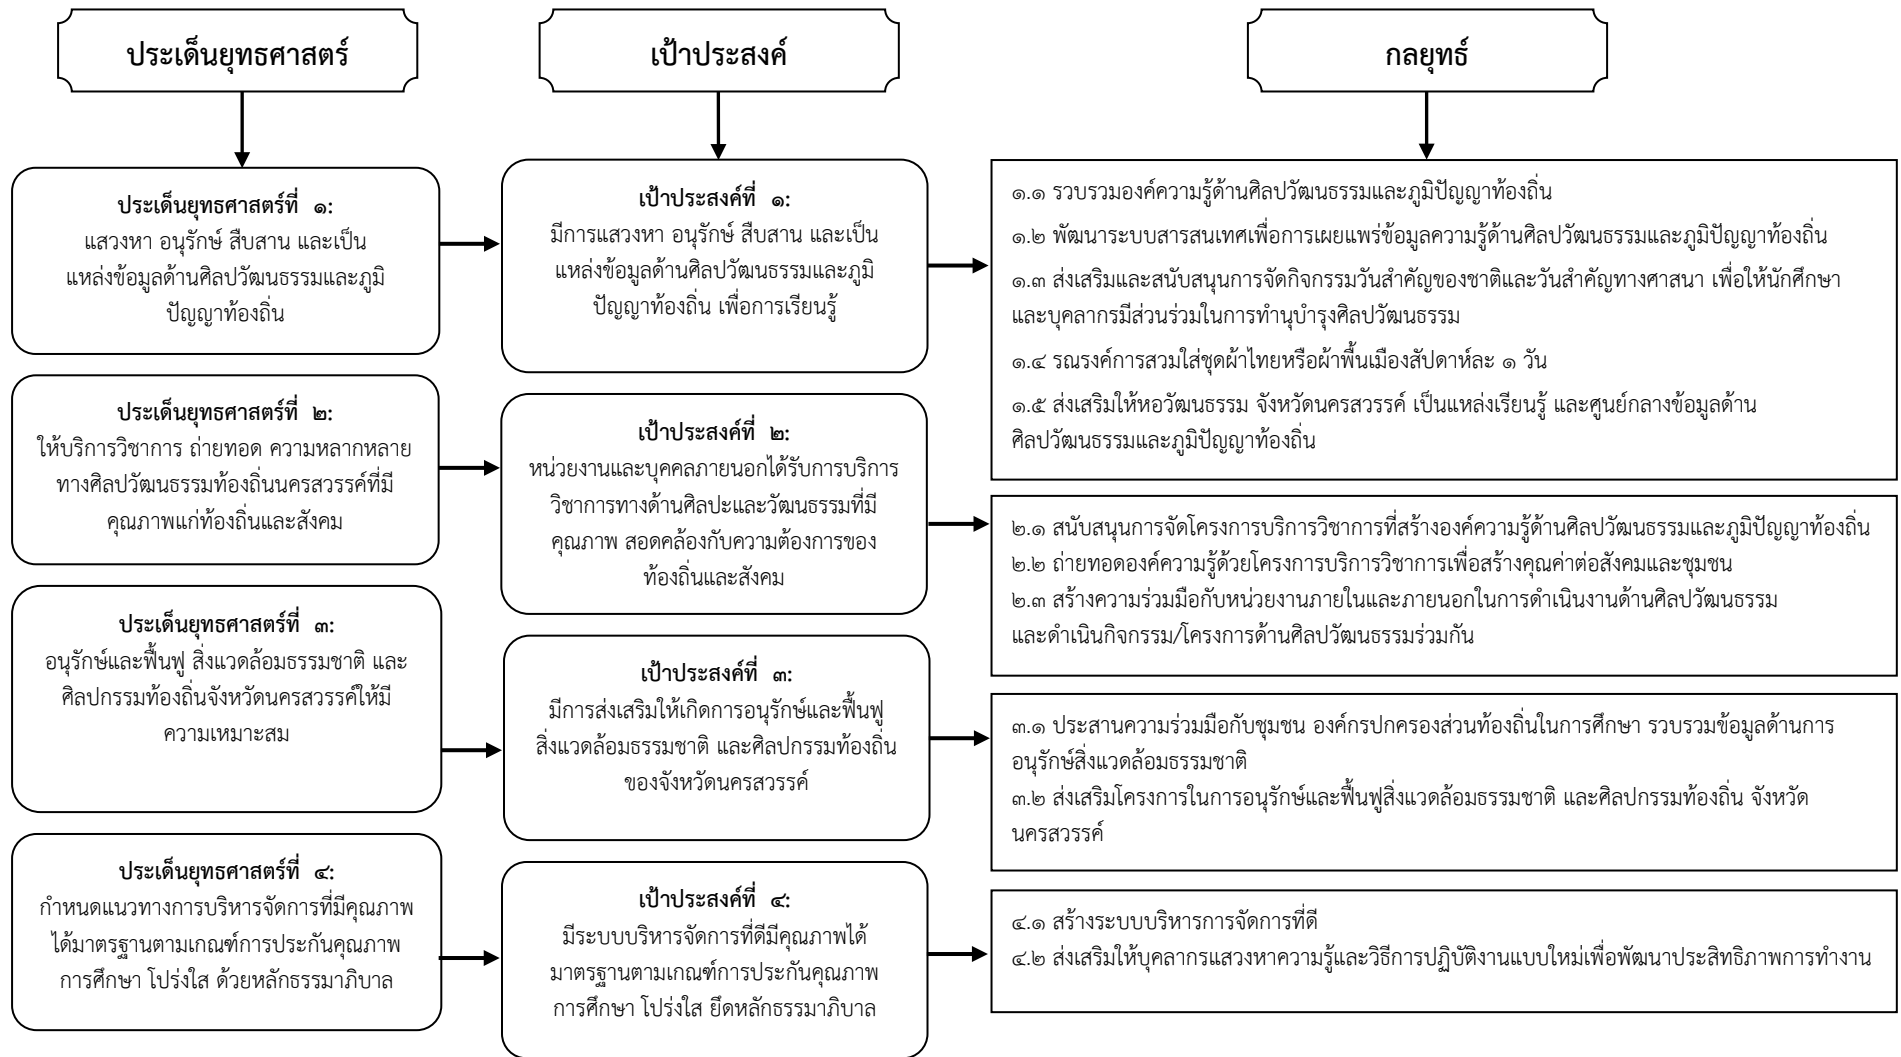 ประเด็นยุทธศาสตร์
เป้าประสงค์
กลยุทธ์
ประเด็นยุทธศาสตร์ที่ ๑:
แสวงหา อนุรักษ์ สืบสาน และเป็น
แหล่งข้อมูลด้านศิลปวัฒนธรรมและภูมิ
ปัญญาท้องถิ่น
เป้าประสงค์ที่ ๑:
มีการแสวงหา อนุรักษ์ สืบสาน และเป็น
แหล่งข้อมูลด้านศิลปวัฒนธรรมและภูมิ
ปัญญาท้องถิ่น เพื่อการเรียนรู้
๑.๑ รวบรวมองค์ความรู้ด้านศิลปวัฒนธรรมและภูมิปัญญาท้องถิ่น
๑.๒ พัฒนาระบบสารสนเทศเพื่อการเผยแพร่ข้อมูลความรู้ด้านศิลปวัฒนธรรมและภูมิปัญญาท้องถิ่น
๑.๓ ส่งเสริมและสนับสนุนการจัดกิจกรรมวันสำคัญของชาติและวันสำคัญทางศาสนา เพื่อให้นักศึกษา
และบุคลากรมีส่วนร่วมในการทำนุบำรุงศิลปวัฒนธรรม
๑.๔ รณรงค์การสวมใส่ชุดผ้าไทยหรือผ้าพื้นเมืองสัปดาห์ละ ๑ วัน
๑.๕ ส่งเสริมให้หอวัฒนธรรม จังหวัดนครสวรรค์ เป็นแหล่งเรียนรู้ และศูนย์กลางข้อมูลด้าน
ศิลปวัฒนธรรมและภูมิปัญญาท้องถิ่น
ประเด็นยุทธศาสตร์ที่ ๒:
ให้บริการวิชาการ ถ่ายทอด ความหลากหลาย
ทางศิลปวัฒนธรรมท้องถิ่นนครสวรรค์ที่มี
คุณภาพแก่ท้องถิ่นและสังคม
เป้าประสงค์ที่ ๒:
หน่วยงานและบุคคลภายนอกได้รับการบริการ
วิชาการทางด้านศิลปะและวัฒนธรรมที่มี
คุณภาพ สอดคล้องกับความต้องการของ
ท้องถิ่นและสังคม
๒.๑ สนับสนุนการจัดโครงการบริการวิชาการที่สร้างองค์ความรู้ด้านศิลปวัฒนธรรมและภูมิปัญญาท้องถิ่น
๒.๒ ถ่ายทอดองค์ความรู้ด้วยโครงการบริการวิชาการเพื่อสร้างคุณค่าต่อสังคมและชุมชน
๒.๓ สร้างความร่วมมือกับหน่วยงานภายในและภายนอกในการดำเนินงานด้านศิลปวัฒนธรรม
และดำเนินกิจกรรม/โครงการด้านศิลปวัฒนธรรมร่วมกัน
ประเด็นยุทธศาสตร์ที่ ๓:
อนุรักษ์และฟื้นฟู สิ่งแวดล้อมธรรมชาติ และ
ศิลปกรรมท้องถิ่นจังหวัดนครสวรรค์ให้มี
ความเหมาะสม
เป้าประสงค์ที่ ๓:
มีการส่งเสริมให้เกิดการอนุรักษ์และฟื้นฟู
สิ่งแวดล้อมธรรมชาติ และศิลปกรรมท้องถิ่น
ของจังหวัดนครสวรรค์
๓.๑ ประสานความร่วมมือกับชุมชน องค์กรปกครองส่วนท้องถิ่นในการศึกษา รวบรวมข้อมูลด้านการ
อนุรักษ์สิ่งแวดล้อมธรรมชาติ
๓.๒ ส่งเสริมโครงการในการอนุรักษ์และฟื้นฟูสิ่งแวดล้อมธรรมชาติ และศิลปกรรมท้องถิ่น จังหวัด
นครสวรรค์
ประเด็นยุทธศาสตร์ที่ ๔:
กำหนดแนวทางการบริหารจัดการที่มีคุณภาพ
ได้มาตรฐานตามเกณฑ์การประกันคุณภาพ
การศึกษา โปร่งใส ด้วยหลักธรรมาภิบาล
เป้าประสงค์ที่ ๔:
มีระบบบริหารจัดการที่ดีมีคุณภาพได้
มาตรฐานตามเกณฑ์การประกันคุณภาพ
การศึกษา โปร่งใส ยึดหลักธรรมาภิบาล
๔.๑ สร้างระบบบริหารการจัดการที่ดี
๔.๒ ส่งเสริมให้บุคลากรแสวงหาความรู้และวิธีการปฏิบัติงานแบบใหม่เพื่อพัฒนาประสิทธิภาพการทำงาน